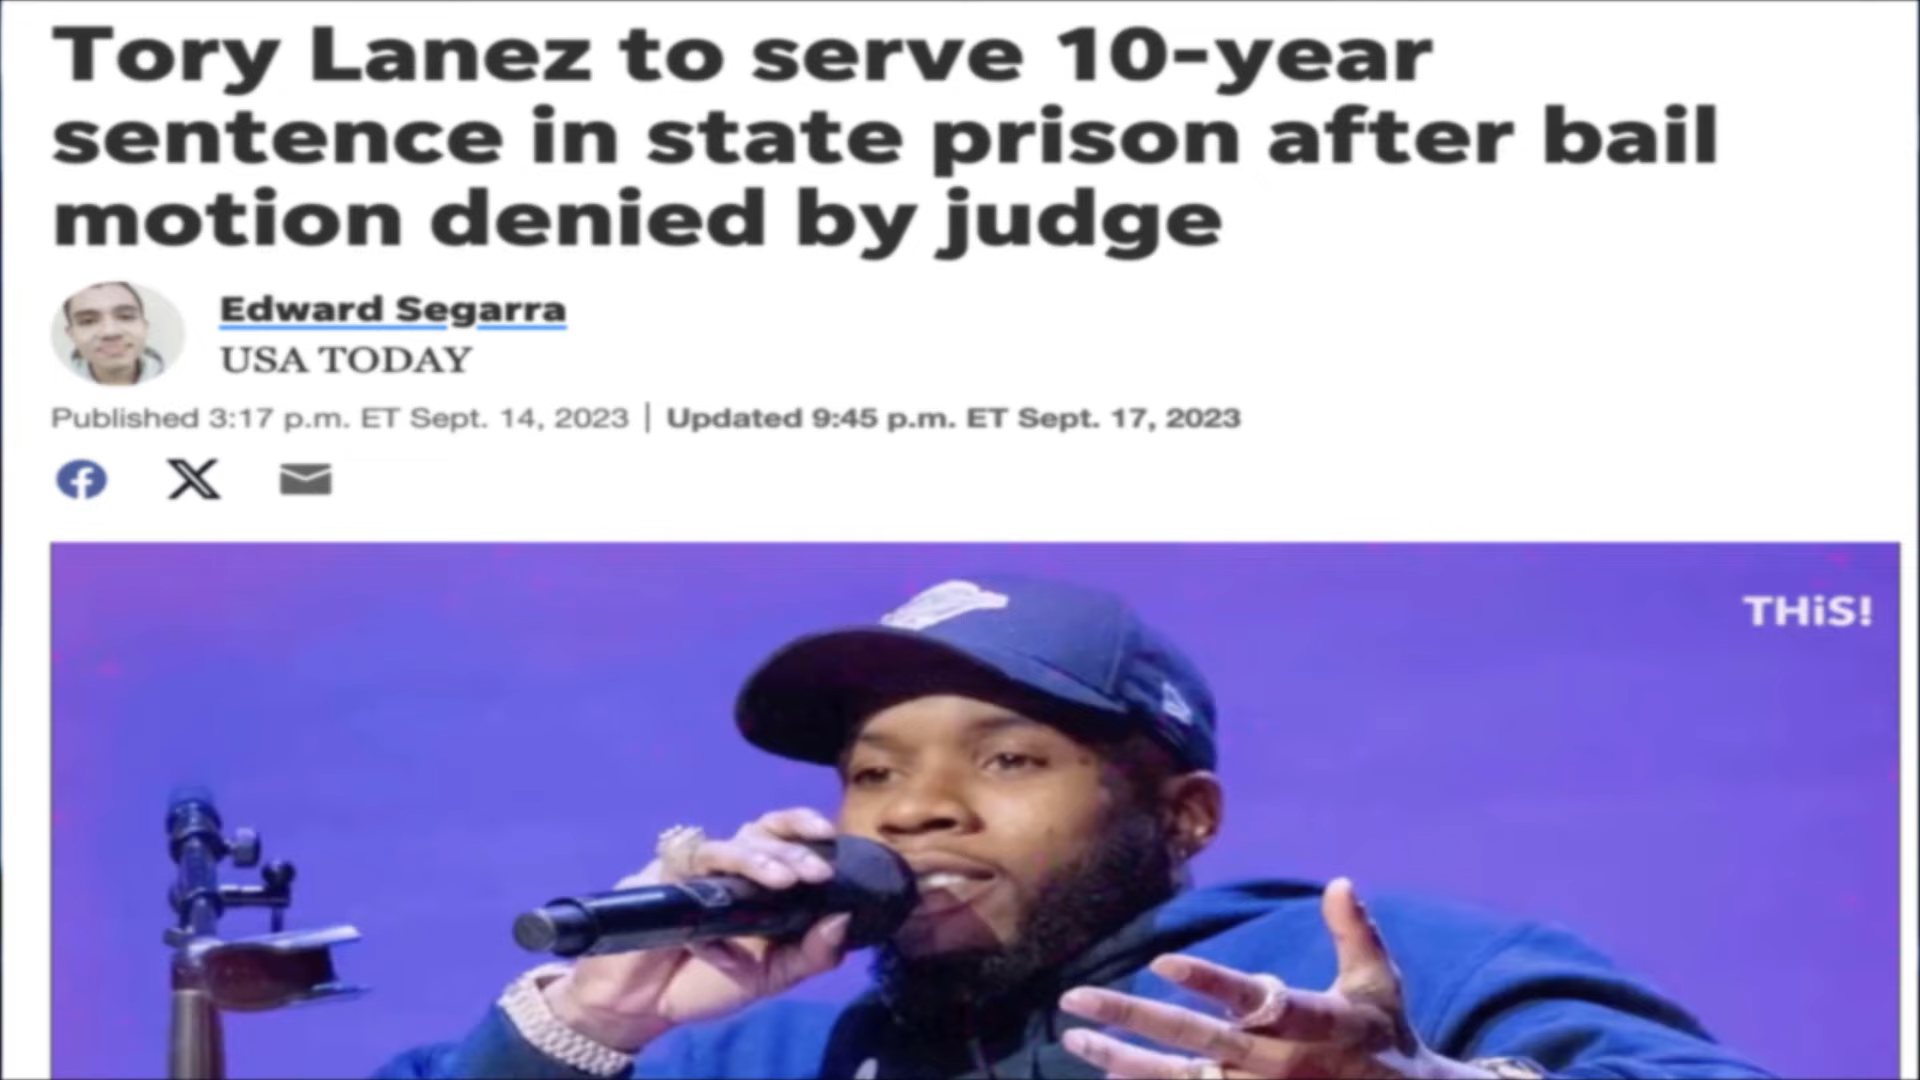 Tory Lanez to serve 10-year
sentence in state prison after bail
motion denied by judge
Edward Segarra
USA TODAY
Published 3:17 p.m. ET Sept. 14, 2023 | Updated 9:45 p.m. ET Sept. 17, 2023
THiS!